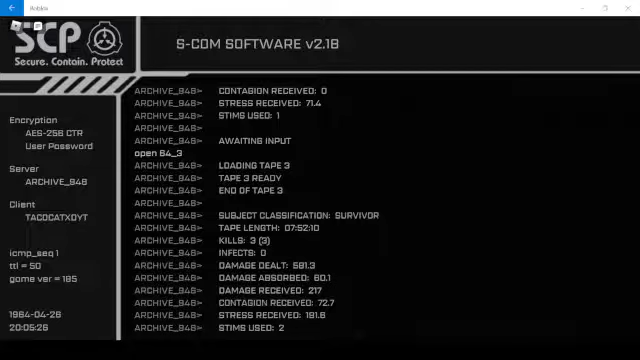 Roblox
SCP
Secure. Contain. Protect
S-COM SOFTWARE v2.18
Encryption
AES-256 CTR
User Password
Server
ARCHIVE_948
Client
TACOCATXDYT
icmp_seq 1
ttl = 50
game ver = 185
1964-04-26
20:05:26
ARCHIVE_948> CONTAGION RECEIVED: 0
ARCHIVE_948> STRESS RECEIVED: 71.4
ARCHIVE_948> STIMS USED: 1
ARCHIVE_948>
ARCHIVE_948> AWAITING INPUT
open 64_3
ARCHIVE_948> LOADING TAPE 3
ARCHIVE_948> TAPE 3 READY
ARCHIVE_948> END OF TAPE 3
ARCHIVE_948>
ARCHIVE_948> SUBJECT CLASSIFICATION: SURVIVOR
ARCHIVE_948> TAPE LENGTH: 07:52:10
ARCHIVE_948> KILLS: 3 (3)
ARCHIVE_948> INFECTS: 0
ARCHIVE_948> DAMAGE DEALT: 581.3
ARCHIVE_948> DAMAGE ABSORBED: 60.1
ARCHIVE_948> DAMAGE RECEIVED: 217
ARCHIVE_948> CONTAGION RECEIVED: 72.7
ARCHIVE_948> STRESS RECEIVED: 191.6
ARCHIVE_948> STIMS USED: 2